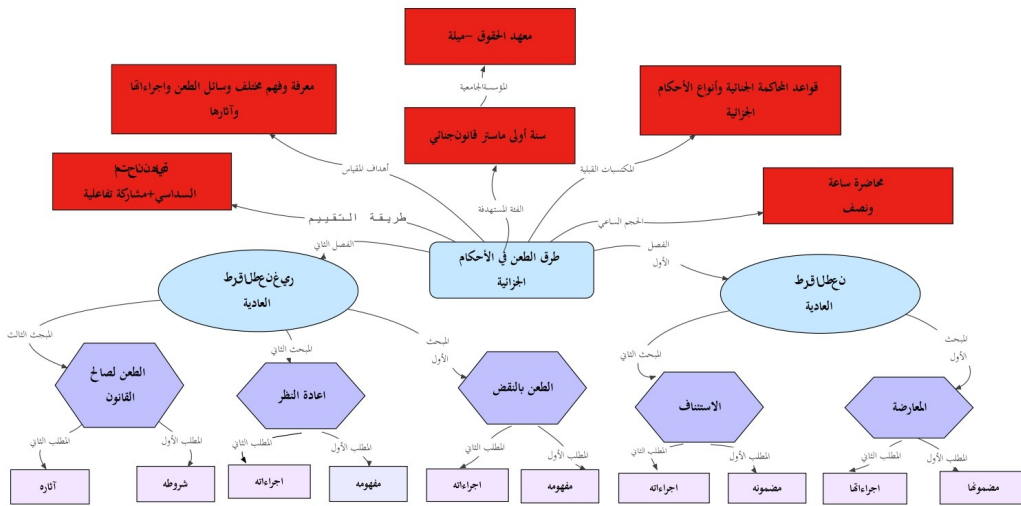 معهد الحقوق –ميلة
المؤسسةالجامعية
معرفة وفهم مختلف وسائل الطعن واجراءاتها
وآثارها
سنة أولى ماستر قانون جنائي
قواعد المحاكمة الجنائية وأنواع الأحكام
الجزائية
أهداف المقياس
المكتسبات القبلية
السداسي+مشاركة تفاعلية
محاضرة ساعة
ونصف
طريقة التقييم
الفئة المستهدفة
الحجم الساعي
طرق الطعن في الأحكام
الجزائية
الفصل
الأول
الفصل الثاني
العادية
العادية
المبحث
الأول
المبحث الثاني
المبحث
الأول
المبحث الثاني
المبحث الثالث
المعارضة
الاستئناف
الطعن بالنقض
اعادة النظر
الطعن لصالح
القانون
المطلب الأول
المطلب الثاني
المطلب الأول
المطلب الثاني
المطلب الأول
المطلب الثاني
المطلب الأول
المطلب الثاني
المطلب الأول
المطلب الثاني
مضمونها
اجراءاتها
مضمونه
اجراءاته
مفهومه
اجراءاته
مفهومه
اجراءاته
شروطه
آثاره